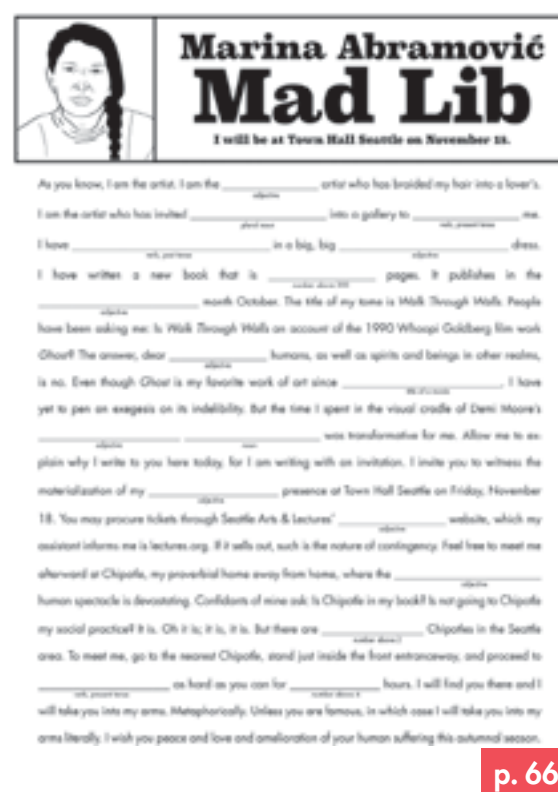 Marina Abramović
Mad Lib
I will be at Town Hall Seattle on November 18.
As you know, I am the artist. I am the ____________ artist who has braided my hair into a lover's.
adjective
I am the artist who has invited ____________ into a gallery to ____________ me.
plural noun verb, present tense
I have ____________ in a big, big ____________ dress.
verb, past tense adjective
I have written a new book that is ____________ pages. It publishes in the
number above
____________ month October. The title of my tome is Walk Through Walls. People
adjective
have been asking me: Is Walk Through Walls on account of the 1990 Whoopi Goldberg film work
Ghost? The answer, dear ____________ humans, as well as spirits and beings in other realms,
adjective
is no. Even though Ghost is my favorite work of art since ____________, I have
title of a movie
yet to pen an exegesis on its indelibility. But the time I spent in the visual cradle of Demi Moore's
____________ ____________ was transformative for me. Allow me to ex-
adjective noun
plain why I write to you here today, for I am writing with an invitation. I invite you to witness the
materialization of my ____________ presence at Town Hall Seattle on Friday, November
adjective
18. You may procure tickets through Seattle Arts & Lectures' ____________ website, which my
adjective
assistant informs me is lectures.org. If it sells out, such is the nature of contingency. Feel free to meet me
afterward at Chipotle, my proverbial home away from home, where the ____________
adjective
human spectacle is devastating. Confidants of mine ask: Is Chipotle in my book? Is not going to Chipotle
my social practice? It is. Oh it is; it is, it is. But there are ____________ Chipotles in the Seattle
number above 2
area. To meet me, go to the nearest Chipotle, stand just inside the front entranceway, and proceed to
____________ as hard as you can for ____________ hours. I will find you there and I
verb, present tense number above
will take you into my arms. Metaphorically. Unless you are famous, in which case I will take you into my
arms literally. I wish you peace and love and amelioration of your human suffering this autumnal season.
p. 66